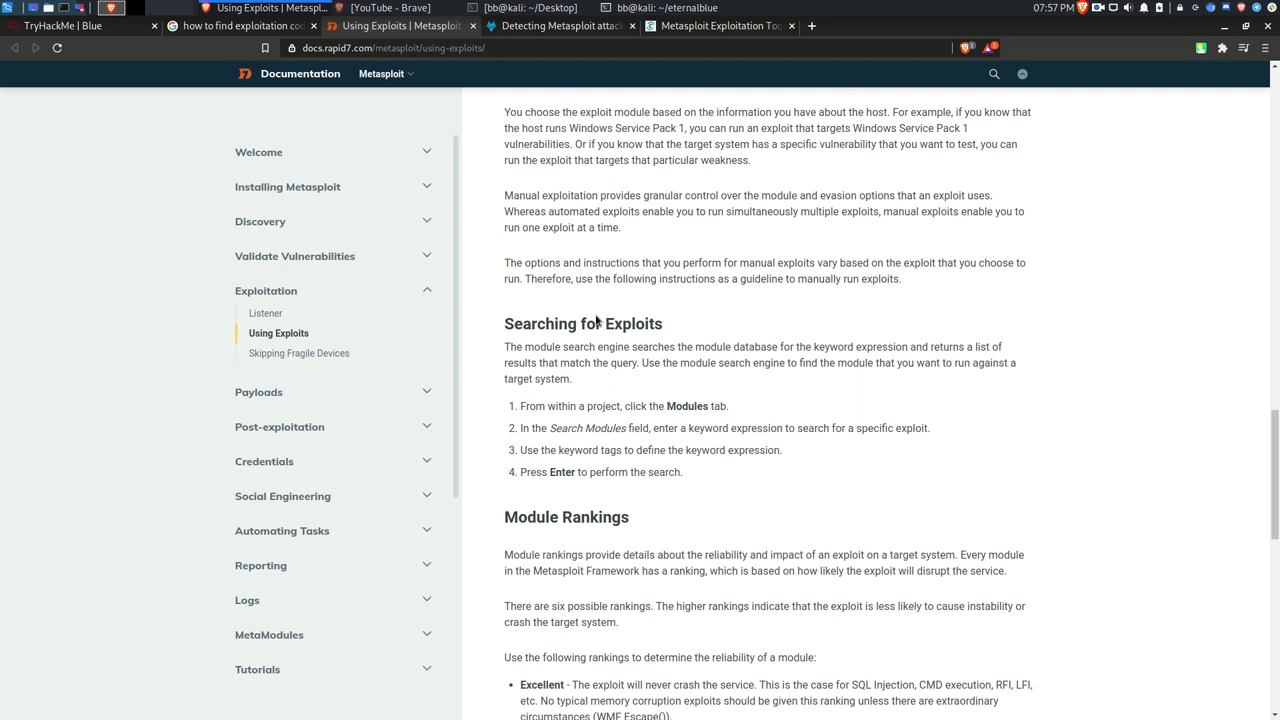 Using Exploits | Metasploi...
[YouTube - Brave]
[bb@kali: ~/Desktop]
bb@kali: ~/eternalblue
07:57 PM
TryHackMe | Blue
how to find exploitation cod
Using Exploits | Metasploit
Detecting Metasploit attack
Metasploit Exploitation Too
docs.rapid7.com/metasploit/using-exploits/
Documentation
Metasploit
Welcome
Installing Metasploit
Discovery
Validate Vulnerabilities
Exploitation
Listener
Using Exploits
Skipping Fragile Devices
Payloads
Post-exploitation
Credentials
Social Engineering
Automating Tasks
Reporting
Logs
MetaModules
Tutorials
You choose the exploit module based on the information you have about the host. For example, if you know that
the host runs Windows Service Pack 1, you can run an exploit that targets Windows Service Pack 1
vulnerabilities. Or if you know that the target system has a specific vulnerability that you want to test, you can
run the exploit that targets that particular weakness.
Manual exploitation provides granular control over the module and evasion options that an exploit uses.
Whereas automated exploits enable you to run simultaneously multiple exploits, manual exploits enable you to
run one exploit at a time.
The options and instructions that you perform for manual exploits vary based on the exploit that you choose to
run. Therefore, use the following instructions as a guideline to manually run exploits.
Searching for Exploits
The module search engine searches the module database for the keyword expression and returns a list of
results that match the query. Use the module search engine to find the module that you want to run against a
target system.
1. From within a project, click the Modules tab.
2. In the Search Modules field, enter a keyword expression to search for a specific exploit.
3. Use the keyword tags to define the keyword expression.
4. Press Enter to perform the search.
Module Rankings
Module rankings provide details about the reliability and impact of an exploit on a target system. Every module
in the Metasploit Framework has a ranking, which is based on how likely the exploit will disrupt the service.
There are six possible rankings. The higher rankings indicate that the exploit is less likely to cause instability or
crash the target system.
Use the following rankings to determine the reliability of a module:
• Excellent - The exploit will never crash the service. This is the case for SQL Injection, CMD execution, RFI, LFI,
etc. No typical memory corruption exploits should be given this ranking unless there are extraordinary
circumstances (WMF Escape()).